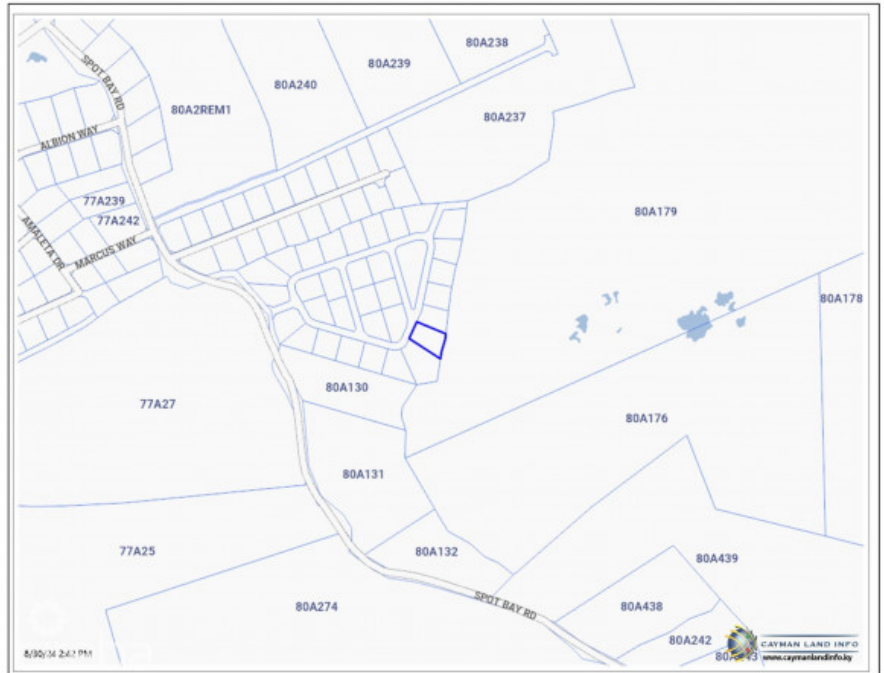 80A238
80A239
80A240
80A2REM1
80A237
SPOT BAY RD
ALBION WAY
77A239
77A242
80A179
AMALETA DR
MARCUS WAY
80A178
80A130
77A27
80A176
80A131
77A25
80A132
80A439
80A274
SPOT BAY RD
80A438
80A242
CAYMAN LAND INFO
www.caymanlandinfo.ky